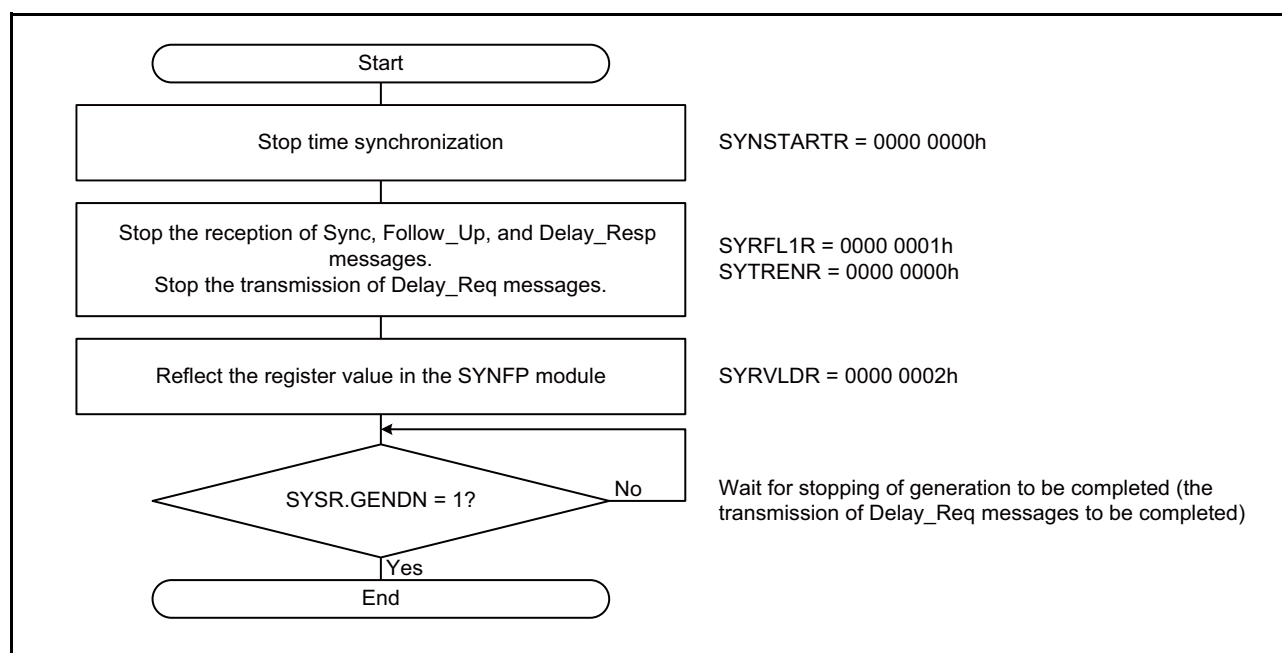 Start
Stop time synchronization
SYNSTARTR = 0000 0000h
Stop the reception of Sync, Follow_Up, and Delay_Resp
messages.
Stop the transmission of Delay_Req messages.
SYRFL1R = 0000 0001h
SYTRENR = 0000 0000h
Reflect the register value in the SYNFP module
SYRVLDR = 0000 0002h
SYSR.GENDN = 1?
No
Wait for stopping of generation to be completed (the
transmission of Delay_Req messages to be completed)
Yes
End